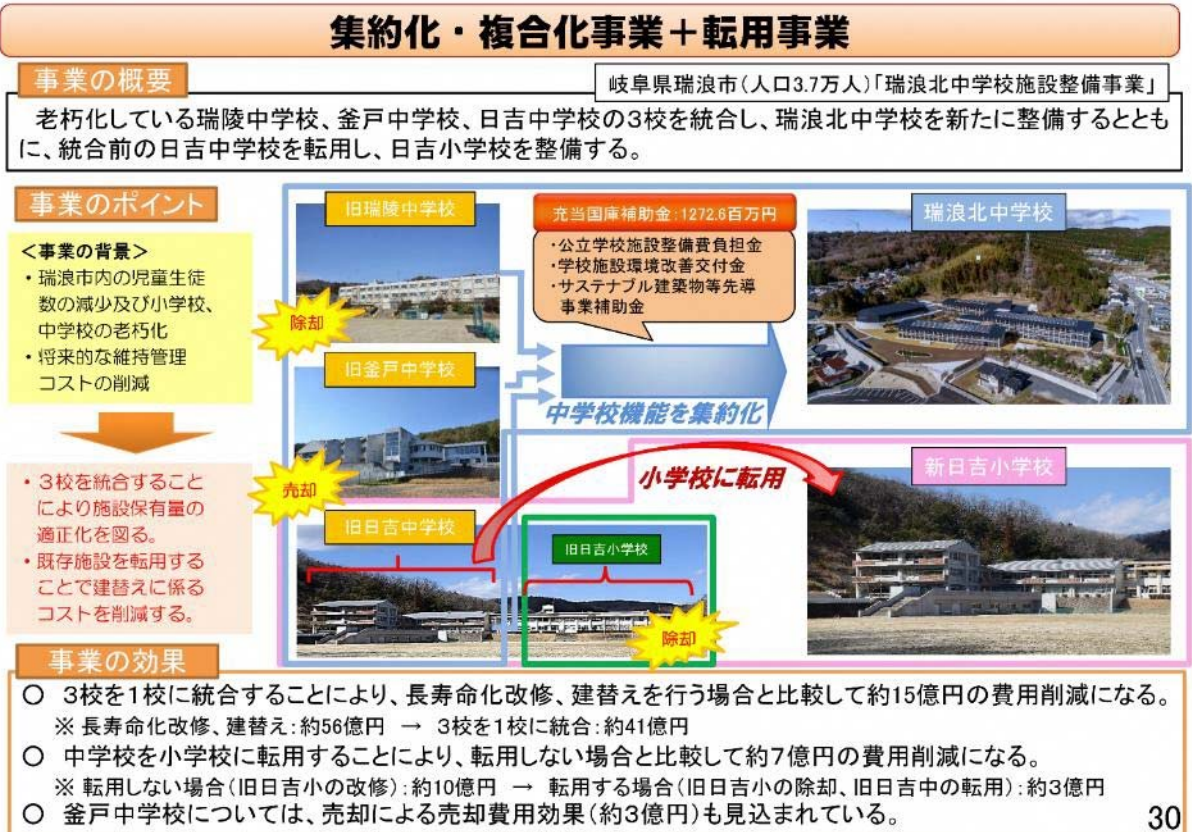 集約化・複合化事業＋転用事業
事業の概要
岐阜県瑞浪市(人口3.7万人)「瑞浪北中学校施設整備事業」
老朽化している瑞陵中学校、釜戸中学校、日吉中学校の3校を統合し、瑞浪北中学校を新たに整備するととも
に、統合前の日吉中学校を転用し、日吉小学校を整備する。
事業のポイント
＜事業の背景＞
・瑞浪市内の児童生徒
数の減少及び小学校、
中学校の老朽化
・将来的な維持管理
コストの削減
・３校を統合すること
により施設保有量の
適正化を図る。
・既存施設を転用する
ことで建替えに係る
コストを削減する。
旧瑞陵中学校
除却
旧釜戸中学校
売却
旧日吉中学校
旧日吉小学校
除却
充当国庫補助金：1272.6百万円
・公立学校施設整備費負担金
・学校施設環境改善交付金
・サステナブル建築物等先導
事業補助金
中学校機能を集約化
瑞浪北中学校
小学校に転用
新日吉小学校
事業の効果
○ 3校を1校に統合することにより、長寿命化改修、建替えを行う場合と比較して約15億円の費用削減になる。
※ 長寿命化改修、建替え：約56億円 → 3校を1校に統合：約41億円
○ 中学校を小学校に転用することにより、転用しない場合と比較して約7億円の費用削減になる。
※ 転用しない場合(旧日吉小の改修)：約10億円 → 転用する場合(旧日吉小の除却、旧日吉中の転用)：約3億円
○ 釜戸中学校については、売却による売却費用効果(約3億円)も見込まれている。
30